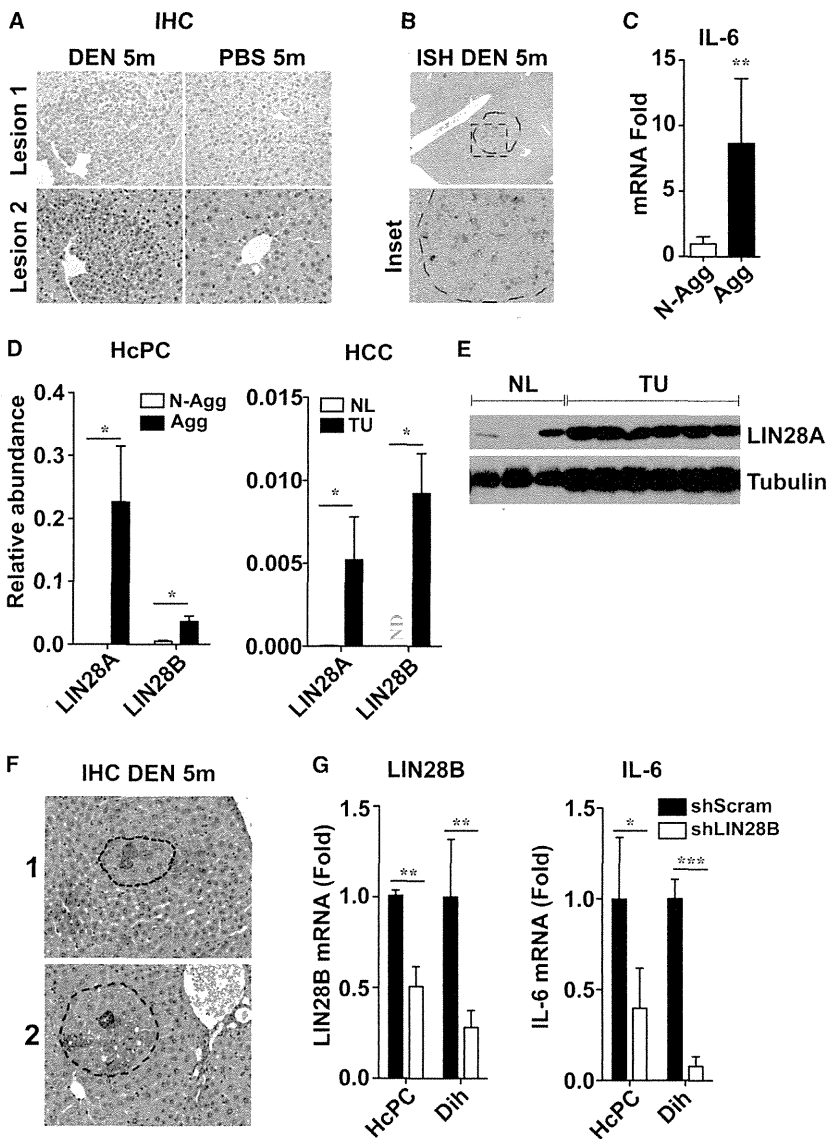 A
IHC
DEN 5m
PBS 5m
Lesion 1
Lesion 2
B
ISH DEN 5m
Inset
C
IL-6
**
mRNA Fold
15
10
5
0
N-Agg
Agg
D
HcPC
N-Agg
Agg
Relative abundance
0.4
0.3
0.2
0.1
0.0
*
*
LIN28A
LIN28B
HCC
NL
TU
0.015
0.010
0.005
0.000
*
*
ND
LIN28A
LIN28B
E
NL
TU
LIN28A
Tubulin
F
IHC DEN 5m
1
2
G
LIN28B
LIN28B mRNA (Fold)
1.5
1.0
0.5
0.0
**
**
HcPC
Dih
IL-6
shScram
shLIN28B
IL-6 mRNA (Fold)
1.5
1.0
0.5
0.0
*
***
HcPC
Dih